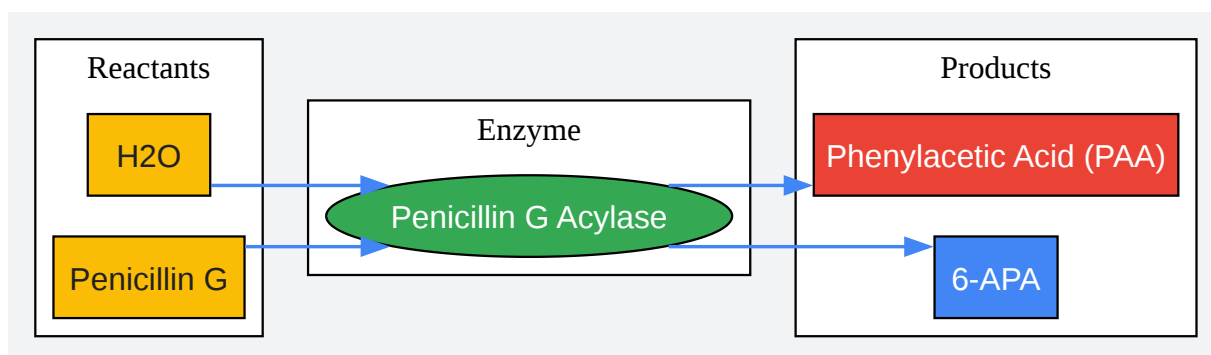 Reactants
H2O
Penicillin G
Enzyme
Penicillin G Acylase
Products
Phenylacetic Acid (PAA)
6-APA